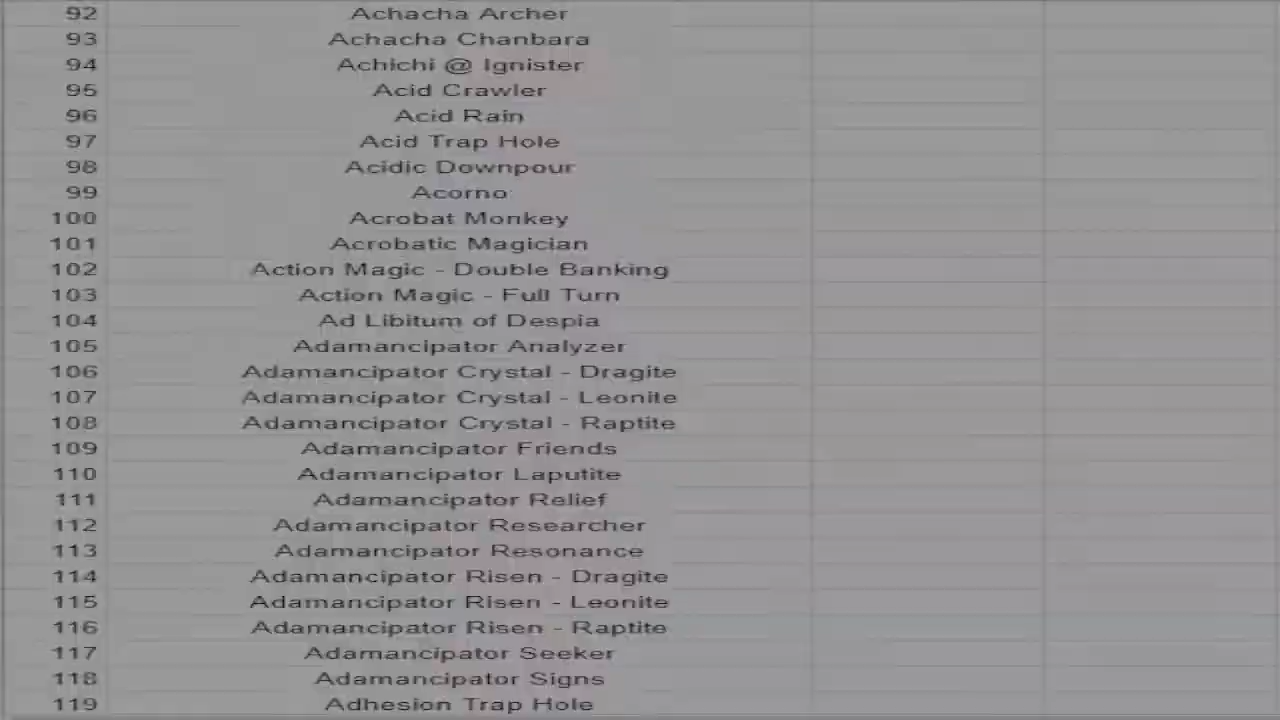 92 Achacha Archer
93 Achacha Chanbara
94 Achichi @ Ignister
95 Acid Crawler
96 Acid Rain
97 Acid Trap Hole
98 Acidic Downpour
99 Acorno
100 Acrobat Monkey
101 Acrobatic Magician
102 Action Magic - Double Banking
103 Action Magic - Full Turn
104 Ad Libitum of Despia
105 Adamancipator Analyzer
106 Adamancipator Crystal - Dragite
107 Adamancipator Crystal - Leonite
108 Adamancipator Crystal - Raptite
109 Adamancipator Friends
110 Adamancipator Laputite
111 Adamancipator Relief
112 Adamancipator Researcher
113 Adamancipator Resonance
114 Adamancipator Risen - Dragite
115 Adamancipator Risen - Leonite
116 Adamancipator Risen - Raptite
117 Adamancipator Seeker
118 Adamancipator Signs
119 Adhesion Trap Hole